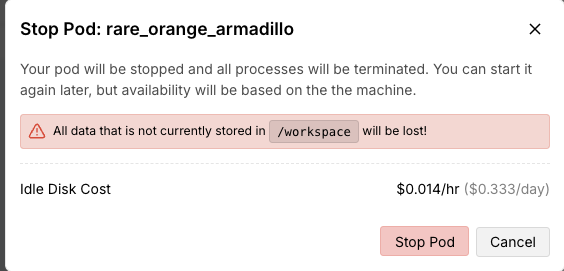 Stop Pod: rare_orange_armadillo
Your pod will be stopped and all processes will be terminated. You can start it
again later, but availability will be based on the the machine.
All data that is not currently stored in /workspace will be lost!
Idle Disk Cost $0.014/hr ($0.333/day)
Stop Pod Cancel